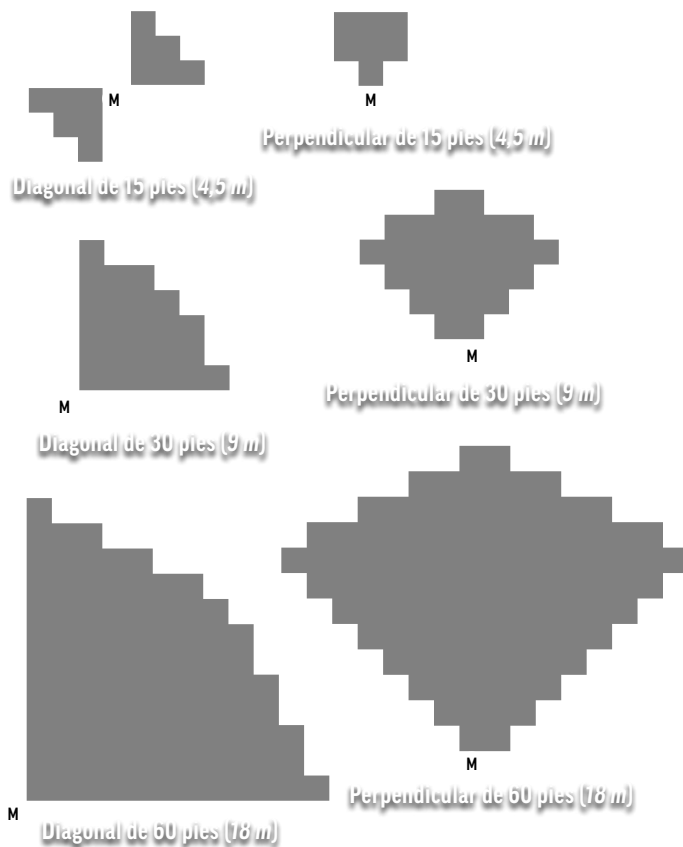 M
M
Perpendicular de 15 pies (4,5 m)
Diagonal de 15 pies (4,5 m)
M
Perpendicular de 30 pies (9 m)
M
Diagonal de 30 pies (9 m)
M
Perpendicular de 60 pies (18 m)
M
Diagonal de 60 pies (18 m)